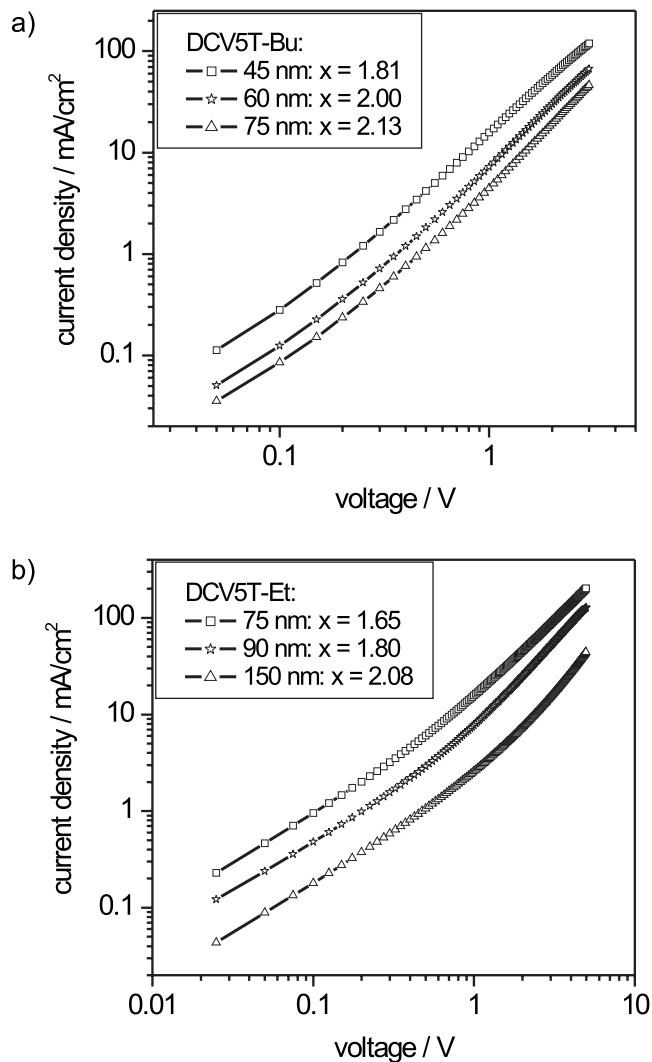 a)
DCV5T-Bu:
45 nm: x = 1.81
60 nm: x = 2.00
75 nm: x = 2.13
100
10
1
0.1
current density / mA/cm²
0.1
1
voltage / V
b)
DCV5T-Et:
75 nm: x = 1.65
90 nm: x = 1.80
150 nm: x = 2.08
100
10
1
0.1
current density / mA/cm²
0.01
0.1
1
10
voltage / V